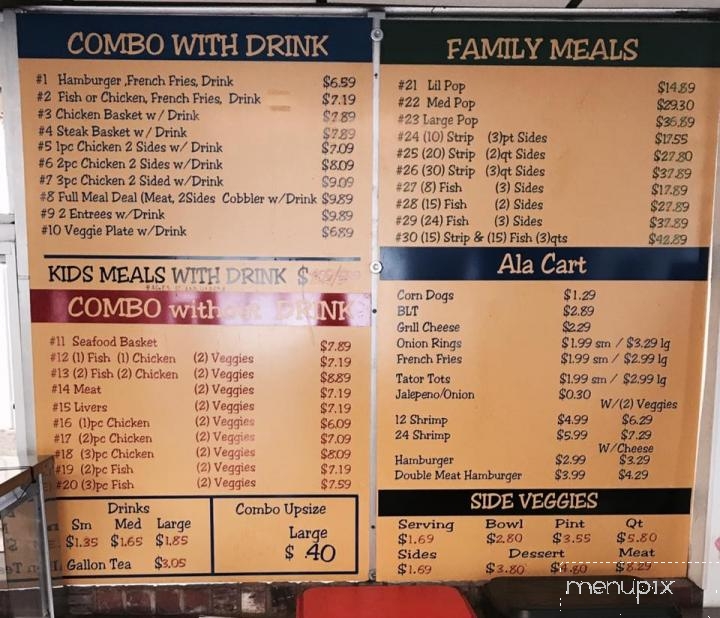 COMBO WITH DRINK
#1 Hamburger ,French Fries, Drink $6.59
#2 Fish or Chicken, French Fries, Drink $7.19
#3 Chicken Basket w/ Drink $7.89
#4 Steak Basket w/ Drink $7.89
#5 1pc Chicken 2 Sides w/ Drink $7.09
#6 2pc Chicken 2 Sides w/ Drink $8.09
#7 3pc Chicken 2 Sided w/ Drink $9.09
#8 Full Meal Deal (Meat, 2Sides Cobbler w/Drink $9.89
#9 2 Entrees w/Drink $9.89
#10 Veggie Plate w/Drink $6.89
KIDS MEALS WITH DRINK $
COMBO without DRINK
#11 Seafood Basket $7.89
#12 (1) Fish (1) Chicken (2) Veggies $7.19
#13 (2) Fish (2) Chicken (2) Veggies $8.89
#14 Meat (2) Veggies $7.19
#15 Livers (2) Veggies $7.19
#16 (1)pc Chicken (2) Veggies $6.09
#17 (2)pc Chicken (2) Veggies $7.09
#18 (3)pc Chicken (2) Veggies $8.09
#19 (2)pc Fish (2) Veggies $7.19
#20 (3)pc Fish (2) Veggies $7.59
Drinks
Sm Med Large
$1.35 $1.65 $1.85
Gallon Tea $3.05
Combo Upsize
Large
$ .40
FAMILY MEALS
#21 Lil Pop $14.89
#22 Med Pop $29.30
#23 Large Pop $36.89
#24 (10) Strip (3)pt Sides $17.55
#25 (20) Strip (2)qt Sides $27.80
#26 (30) Strip (3)qt Sides $37.89
#27 (8) Fish (3) Sides $17.89
#28 (15) Fish (2) Sides $27.89
#29 (24) Fish (3) Sides $37.89
#30 (15) Strip & (15) Fish (3)qts $42.89
Ala Cart
Corn Dogs $1.29
BLT $2.89
Grill Cheese $2.29
Onion Rings $1.99 sm / $3.29 lg
French Fries $1.99 sm / $2.99 lg
Tator Tots $1.99 sm / $2.99 lg
Jalepeno/Onion $0.30
W/(2) Veggies
12 Shrimp $4.99 $6.29
24 Shrimp $5.99 $7.29
W/Cheese
Hamburger $2.99 $3.29
Double Meat Hamburger $3.99 $4.29
SIDE VEGGIES
Serving Bowl Pint Qt
$1.69 $2.80 $3.55 $5.80
Sides Dessert Meat
$1.69 $3.80 $4.80 $8.29
menupix